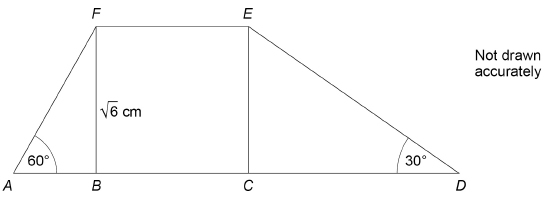 F E
Not drawn
accurately
√6 cm
60° 30°
A B C D